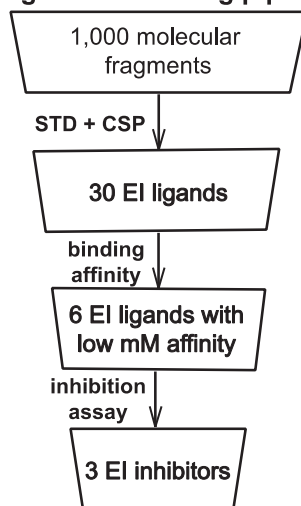 1,000 molecular
fragments
STD + CSP
30 EI ligands
binding
affinity
6 EI ligands with
low mM affinity
inhibition
assay
3 EI inhibitors